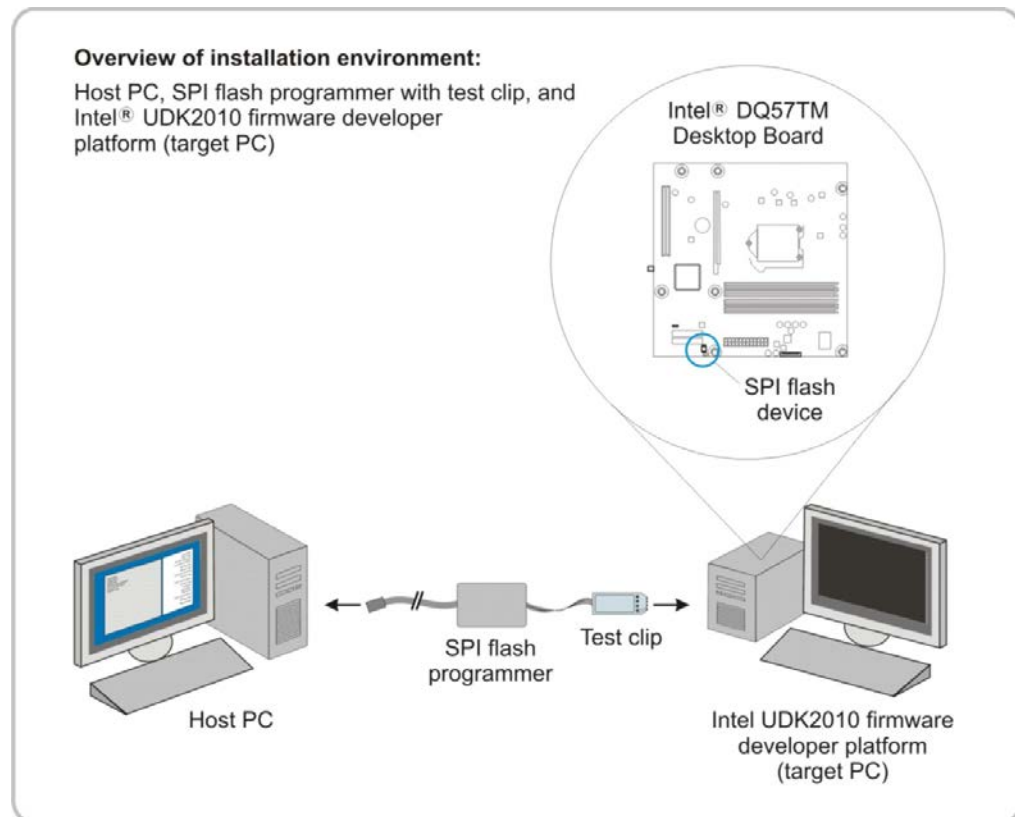 Overview of installation environment:
Host PC, SPI flash programmer with test clip, and
Intel® UDK2010 firmware developer
platform (target PC)
Intel® DQ57TM
Desktop Board
SPI flash
device
SPI flash
programmer
Test clip
Host PC
Intel UDK2010 firmware
developer platform
(target PC)